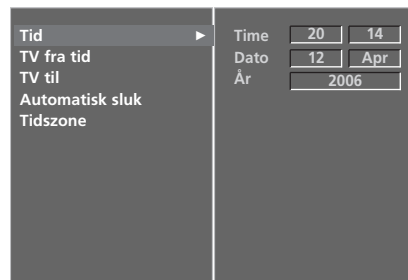 Tid ►
TV fra tid
TV til
Automatisk sluk
Tidszone
Time 20 14
Dato 12 Apr
År 2006